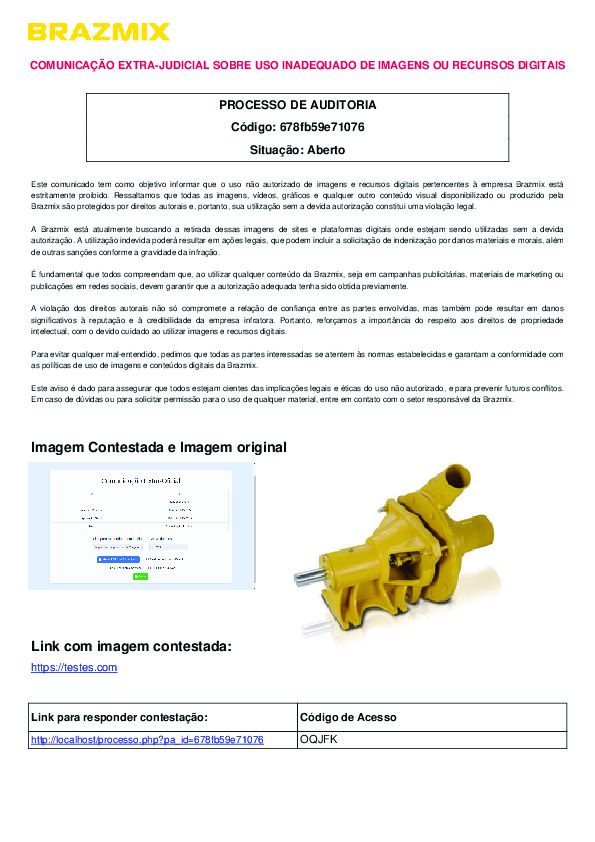 BRAZMIX
COMUNICAÇÃO EXTRA-JUDICIAL SOBRE USO INADEQUADO DE IMAGENS OU RECURSOS DIGITAIS
PROCESSO DE AUDITORIA
Código: 678fb59e71076
Situação: Aberto
Este comunicado tem como objetivo informar que o uso não autorizado de imagens e recursos digitais pertencentes à empresa Brazmix está
estritamente proibido. Ressaltamos que todas as imagens, vídeos, gráficos e qualquer outro conteúdo visual disponibilizado ou produzido pela
Brazmix são protegidos por direitos autorais e, portanto, sua utilização sem a devida autorização constitui uma violação legal.
A Brazmix está atualmente buscando a retirada dessas imagens de sites e plataformas digitais onde estejam sendo utilizadas sem a devida
autorização. A utilização indevida poderá resultar em ações legais, que podem incluir a solicitação de indenização por danos materiais e morais, além
de outras sanções conforme a gravidade da infração.
É fundamental que todos compreendam que, ao utilizar qualquer conteúdo da Brazmix, seja em campanhas publicitárias, materiais de marketing ou
publicações em redes sociais, devem garantir que a autorização adequada tenha sido obtida previamente.
A violação dos direitos autorais não só compromete a relação de confiança entre as partes envolvidas, mas também pode resultar em danos
significativos à reputação e à credibilidade da empresa infratora. Portanto, reforçamos a importância do respeito aos direitos de propriedade
intelectual, com o devido cuidado ao utilizar imagens e recursos digitais.
Para evitar qualquer mal-entendido, pedimos que todas as partes interessadas se atentem às normas estabelecidas e garantam a conformidade com
as políticas de uso de imagens e conteúdos digitais da Brazmix.
Este aviso é dado para assegurar que todos estejam cientes das implicações legais e éticas do uso não autorizado, e para prevenir futuros conflitos.
Em caso de dúvidas ou para solicitar permissão para o uso de qualquer material, entre em contato com o setor responsável da Brazmix.
Imagem Contestada e Imagem original
Link com imagem contestada:
https://testes.com
Link para responder contestação: Código de Acesso
http://localhost/processo.php?pa_id=678fb59e71076 OQJFK